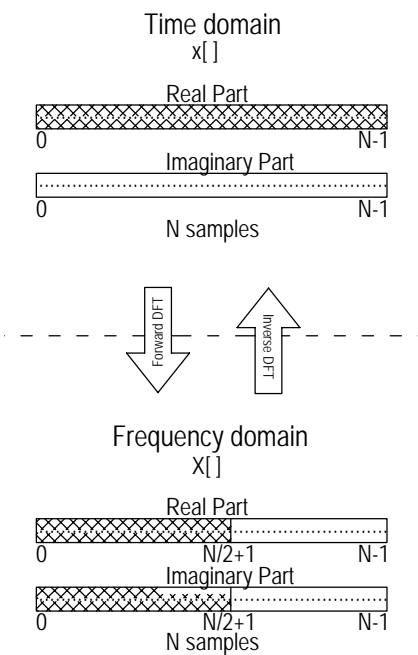 Time domain
x[ ]
Real Part
0 N-1
Imaginary Part
0 N-1
N samples
Forward DFT
Inverse DFT
Frequency domain
X[ ]
Real Part
0 N/2+1 N-1
Imaginary Part
0 N/2+1 N-1
N samples